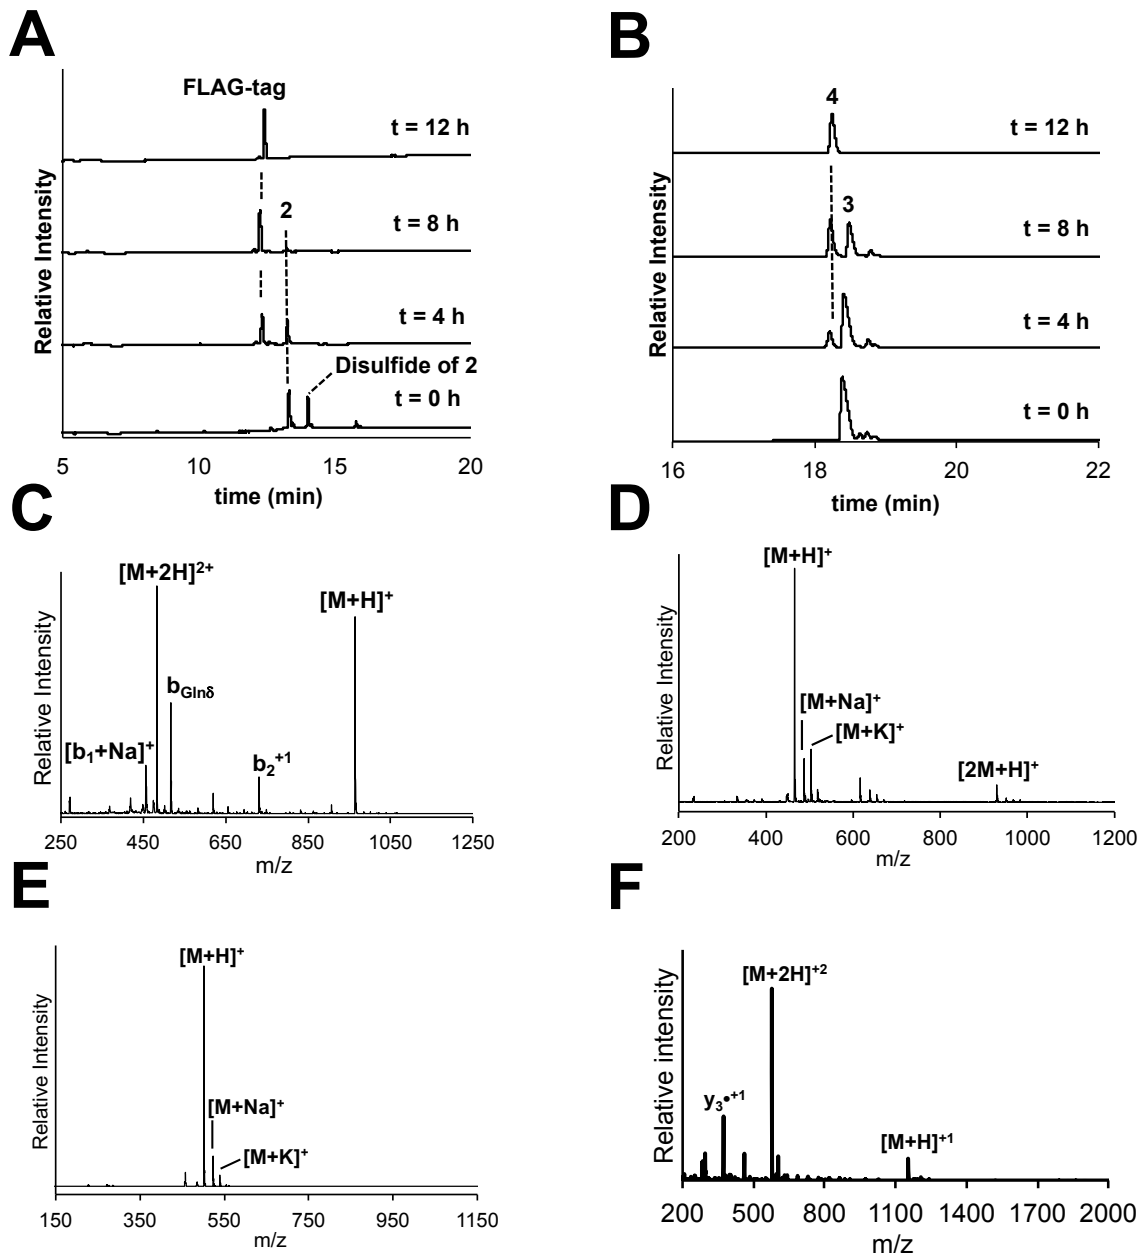 A
FLAG-tag
t = 12 h
2
t = 8 h
t = 4 h
Disulfide of 2
t = 0 h
Relative Intensity
5 10 15 20
time (min)
B
4
t = 12 h
3
t = 8 h
t = 4 h
t = 0 h
Relative Intensity
16 18 20 22
time (min)
C
[M+2H]²⁺
[M+H]⁺
b_Glnδ
[b₁+Na]⁺
b₂⁺¹
Relative Intensity
250 450 650 850 1050 1250
m/z
D
[M+H]⁺
[M+Na]⁺
[M+K]⁺
[2M+H]⁺
Relative Intensity
200 400 600 800 1000 1200
m/z
E
[M+H]⁺
[M+Na]⁺
[M+K]⁺
Relative Intensity
150 350 550 750 950 1150
m/z
F
[M+2H]⁺²
y₃•⁺¹
[M+H]⁺¹
Relative intensity
200 500 800 1100 1400 1700 2000
m/z